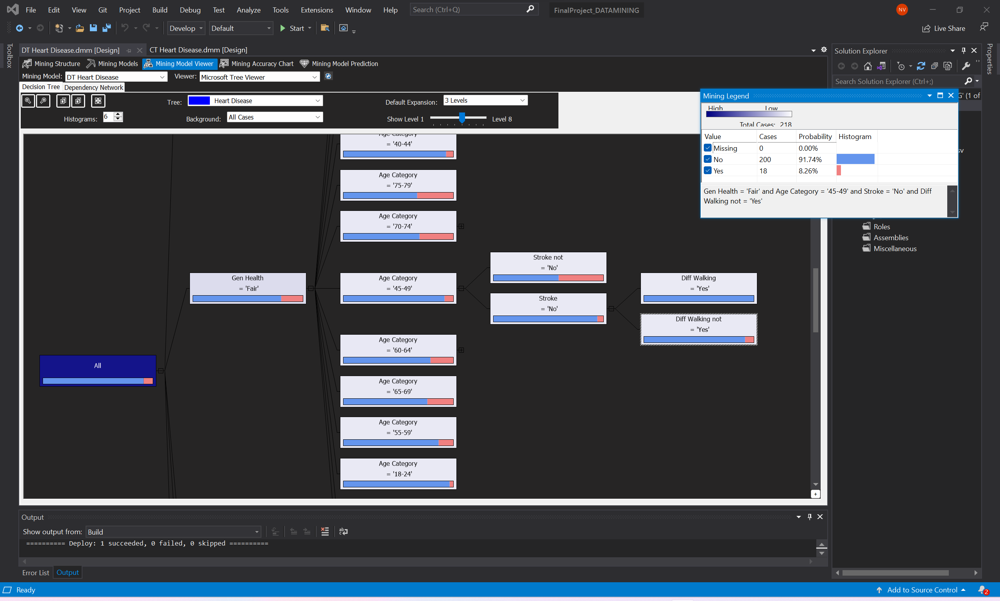 File Edit View Git Project Build Debug Test Analyze Tools Extensions Window Help Search (Ctrl+Q) FinalProject_DATAMINING NV
Develop Default Start Live Share
Toolbox
DT Heart Disease.dmm [Design] CT Heart Disease.dmm [Design]
Mining Structure Mining Models Mining Model Viewer Mining Accuracy Chart Mining Model Prediction
Mining Model: DT Heart Disease Viewer: Microsoft Tree Viewer
Decision Tree Dependency Network
Tree: Heart Disease Default Expansion: 3 Levels
Histograms: 6 Background: All Cases Show Level 1 Level 8
All
Gen Health
= 'Fair'
Age Category
= '40-44'
Age Category
= '75-79'
Age Category
= '70-74'
Age Category
= '45-49'
Age Category
= '60-64'
Age Category
= '65-69'
Age Category
= '55-59'
Age Category
= '18-24'
Stroke not
= 'No'
Stroke
= 'No'
Diff Walking
= 'Yes'
Diff Walking not
= 'Yes'
Mining Legend
High Low
Total Cases: 218
Value Cases Probability Histogram
Missing 0 0.00%
No 200 91.74%
Yes 18 8.26%
Gen Health = 'Fair' and Age Category = '45-49' and Stroke = 'No' and Diff
Walking not = 'Yes'
Solution Explorer
Search Solution Explorer (Ctrl+;)
G' (1 of
sv
Roles
Assemblies
Miscellaneous
Properties
Output
Show output from: Build
========== Deploy: 1 succeeded, 0 failed, 0 skipped ==========
Error List Output
Ready Add to Source Control 2